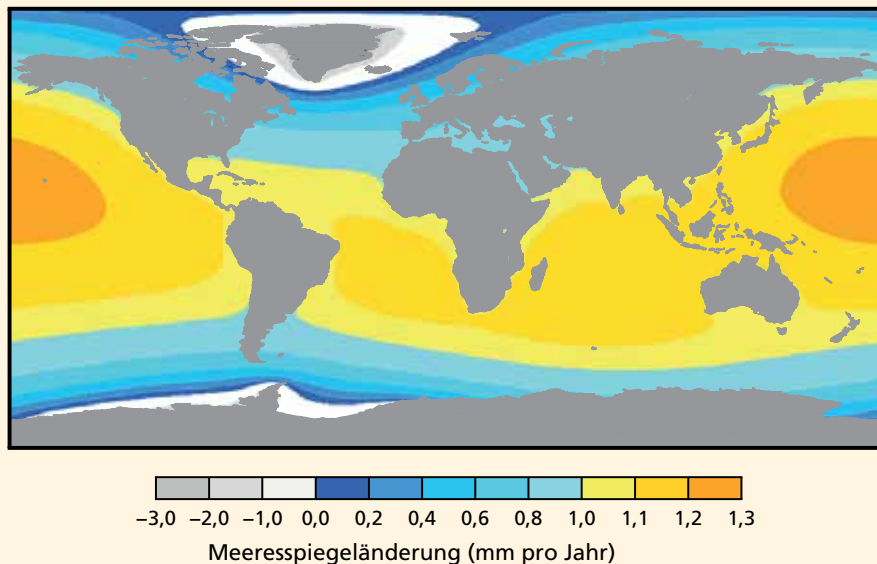 −3,0 −2,0 −1,0 0,0 0,2 0,4 0,6 0,8 1,0 1,1 1,2 1,3
Meeresspiegeländerung (mm pro Jahr)